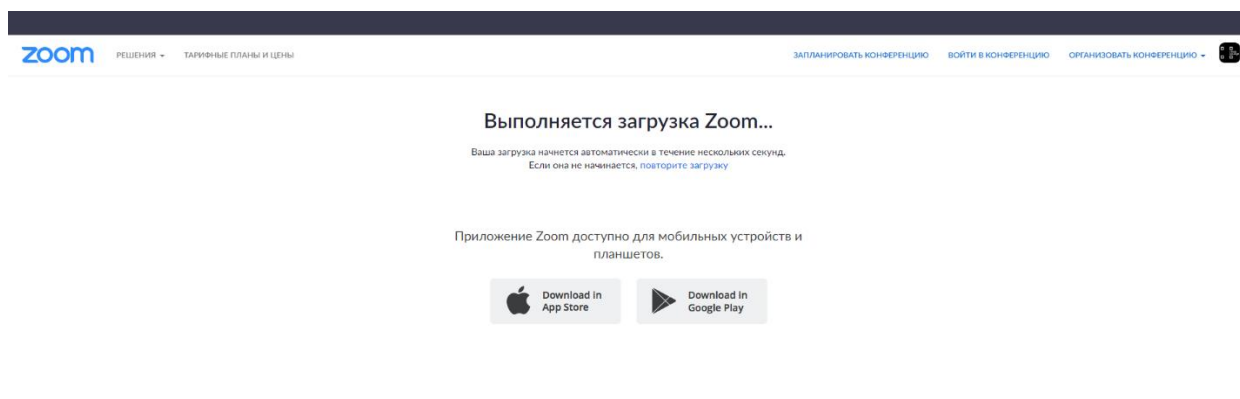 zoom РЕШЕНИЯ ТАРИФНЫЕ ПЛАНЫ И ЦЕНЫ ЗАПЛАНИРОВАТЬ КОНФЕРЕНЦИЮ ВОЙТИ В КОНФЕРЕНЦИЮ ОРГАНИЗОВАТЬ КОНФЕРЕНЦИЮ
Выполняется загрузка Zoom...
Ваша загрузка начнется автоматически в течение нескольких секунд.
Если она не начинается, повторите загрузку
Приложение Zoom доступно для мобильных устройств и
планшетов.
Download in
App Store
Download in
Google Play